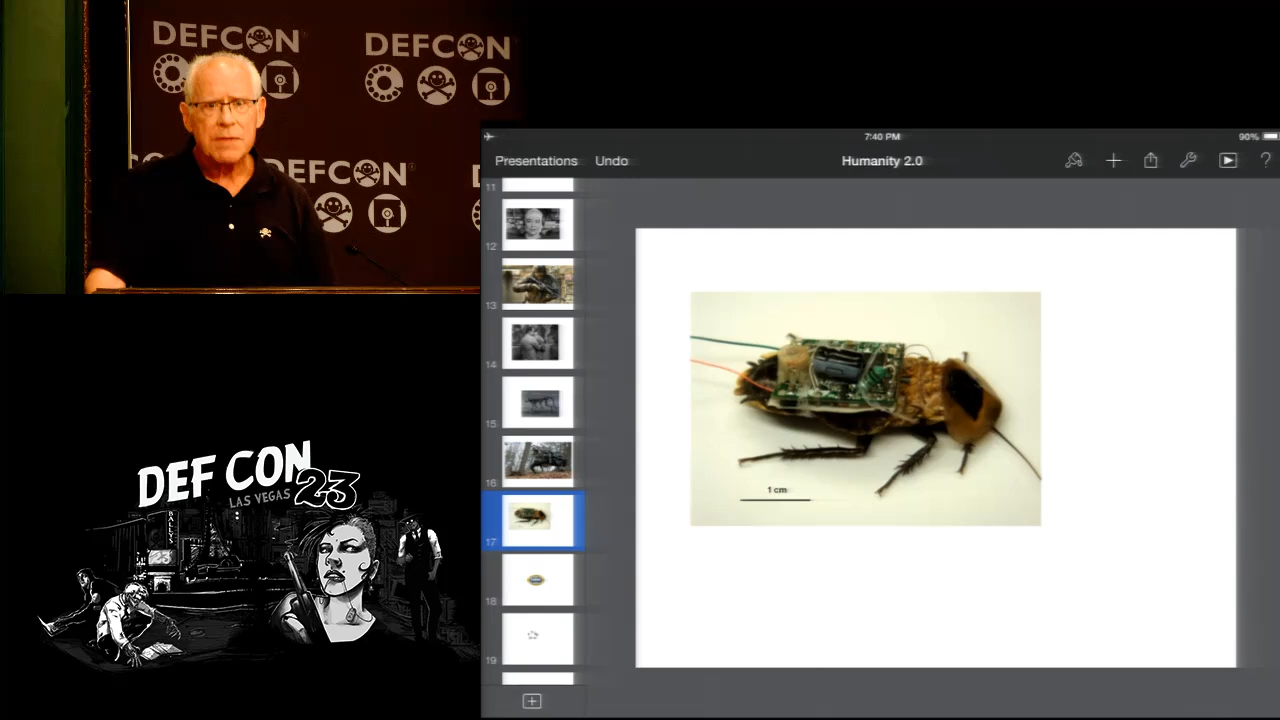 DEFCON
DEFCON
DEFCON
DEF CON 23
LAS VEGAS
BALLY'S
7:40 PM
90%
Presentations
Undo
Humanity 2.0
?
11
12
13
14
15
16
17
18
19
1 cm